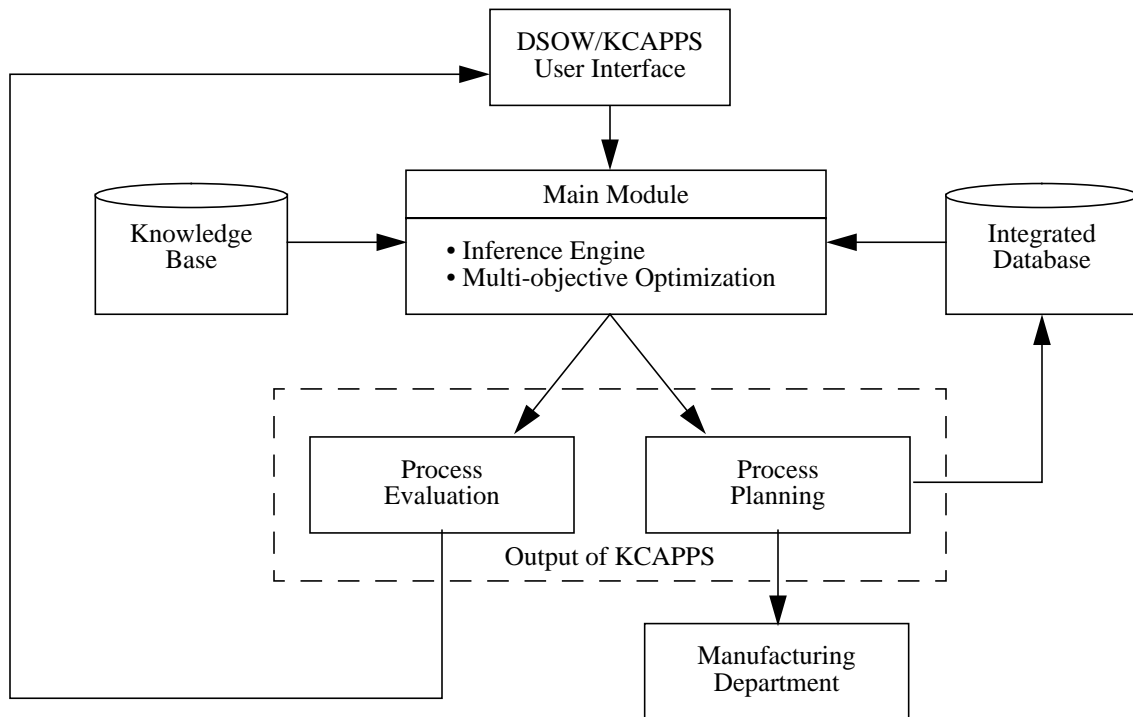 DSOW/KCAPPS
User Interface
Main Module
Knowledge
Base
• Inference Engine
• Multi-objective Optimization
Integrated
Database
Process
Evaluation
Process
Planning
Output of KCAPPS
Manufacturing
Department